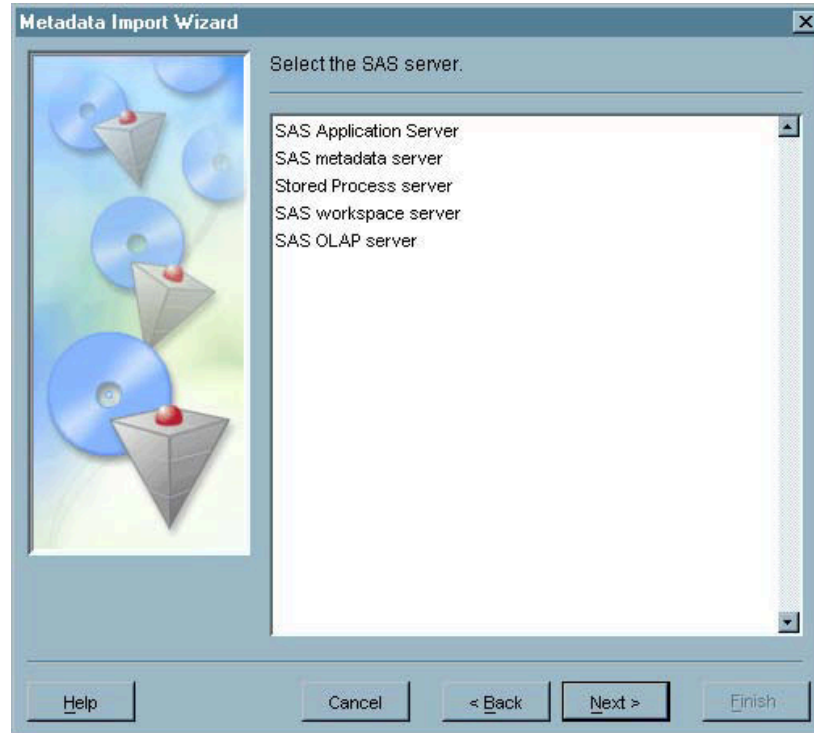 Metadata Import Wizard
Select the SAS server.
SAS Application Server
SAS metadata server
Stored Process server
SAS workspace server
SAS OLAP server
Help
Cancel
< Back
Next >
Finish